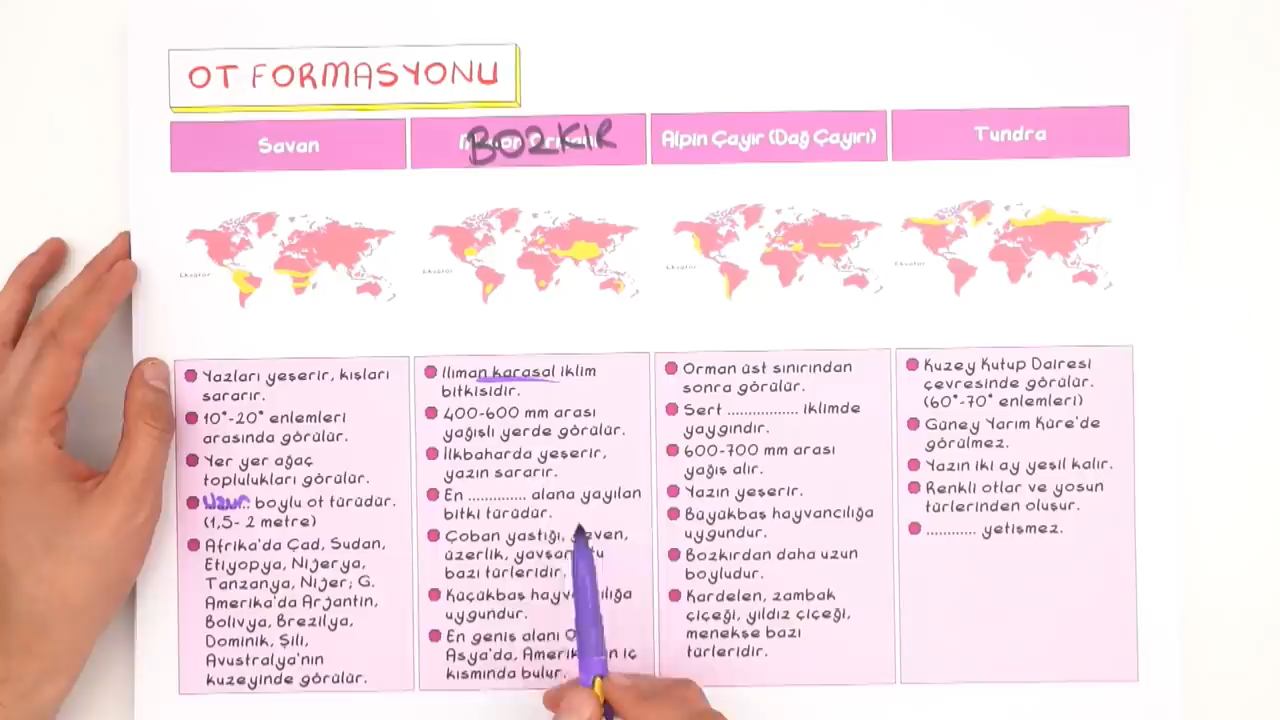 OT FORMASYONU
Savan
BOZKIR
Alpin Çayır (Dağ Çayırı)
Tundra
Ekvator
Ekvator
Ekvator
Ekvator
Yazları yeşerir, kışları
sararır.
10°-20° enlemleri
arasında görülür.
Yer yer ağaç
toplulukları görülür.
boylu ot türüdür.
(1,5- 2 metre)
Afrika'da Çad, Sudan,
Etiyopya, Nijerya,
Tanzanya, Nijer; G.
Amerika'da Arjantin,
Bolivya, Brezilya,
Dominik, Şili,
Avustralya'nın
kuzeyinde görülür.
Ilıman karasal iklim
bitkisidir.
400-600 mm arası
yağışlı yerde görülür.
İlkbaharda yeşerir,
yazın sararır.
En .............. alana yayılan
bitki türüdür.
Çoban yastığı,
üzerlik,
bazı türleridir.
Küçükbaş
uygundur.
En geniş alanı
Asya'da, iç
kısmında bulur.
Orman üst sınırından
sonra görülür.
Sert ................. iklimde
yaygındır.
600-700 mm arası
yağış alır.
Yazın yeşerir.
Büyükbaş hayvancılığa
uygundur.
Bozkırdan daha uzun
boyludur.
Kardelen, zambak
çiçeği, yıldız çiçeği,
menekşe bazı
türleridir.
Kuzey Kutup Dairesi
çevresinde görülür.
(60°-70° enlemleri)
Güney Yarım Küre'de
görülmez.
Yazın iki ay yeşil kalır.
Renkli otlar ve yosun
türlerinden oluşur.
............ yetişmez.